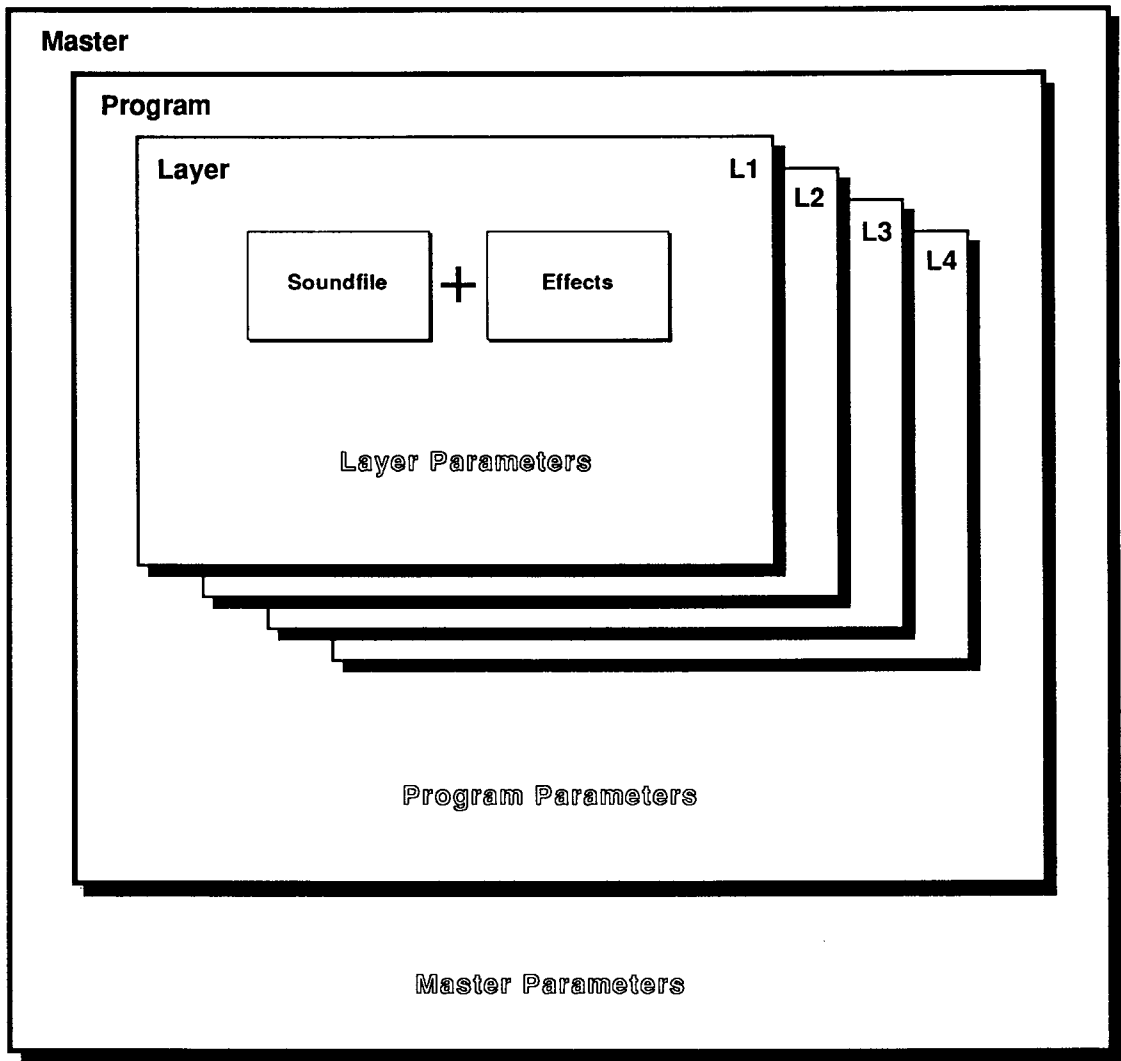 Master
Program
Layer
L1
L2
L3
L4
Soundfile + Effects
Layer Parameters
Program Parameters
Master Parameters